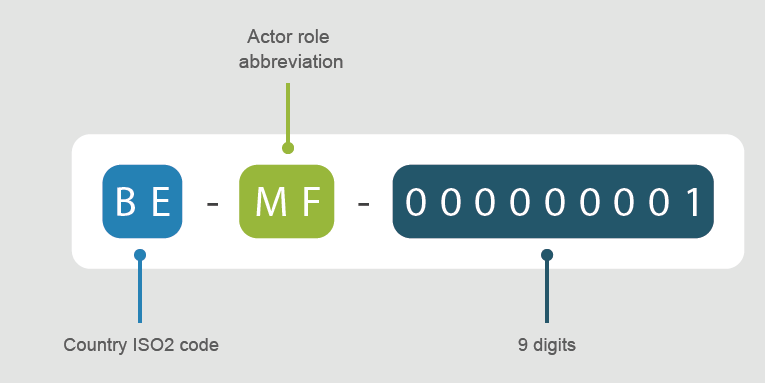 Actor role
abbreviation
BE - MF - 000000001
Country ISO2 code
9 digits